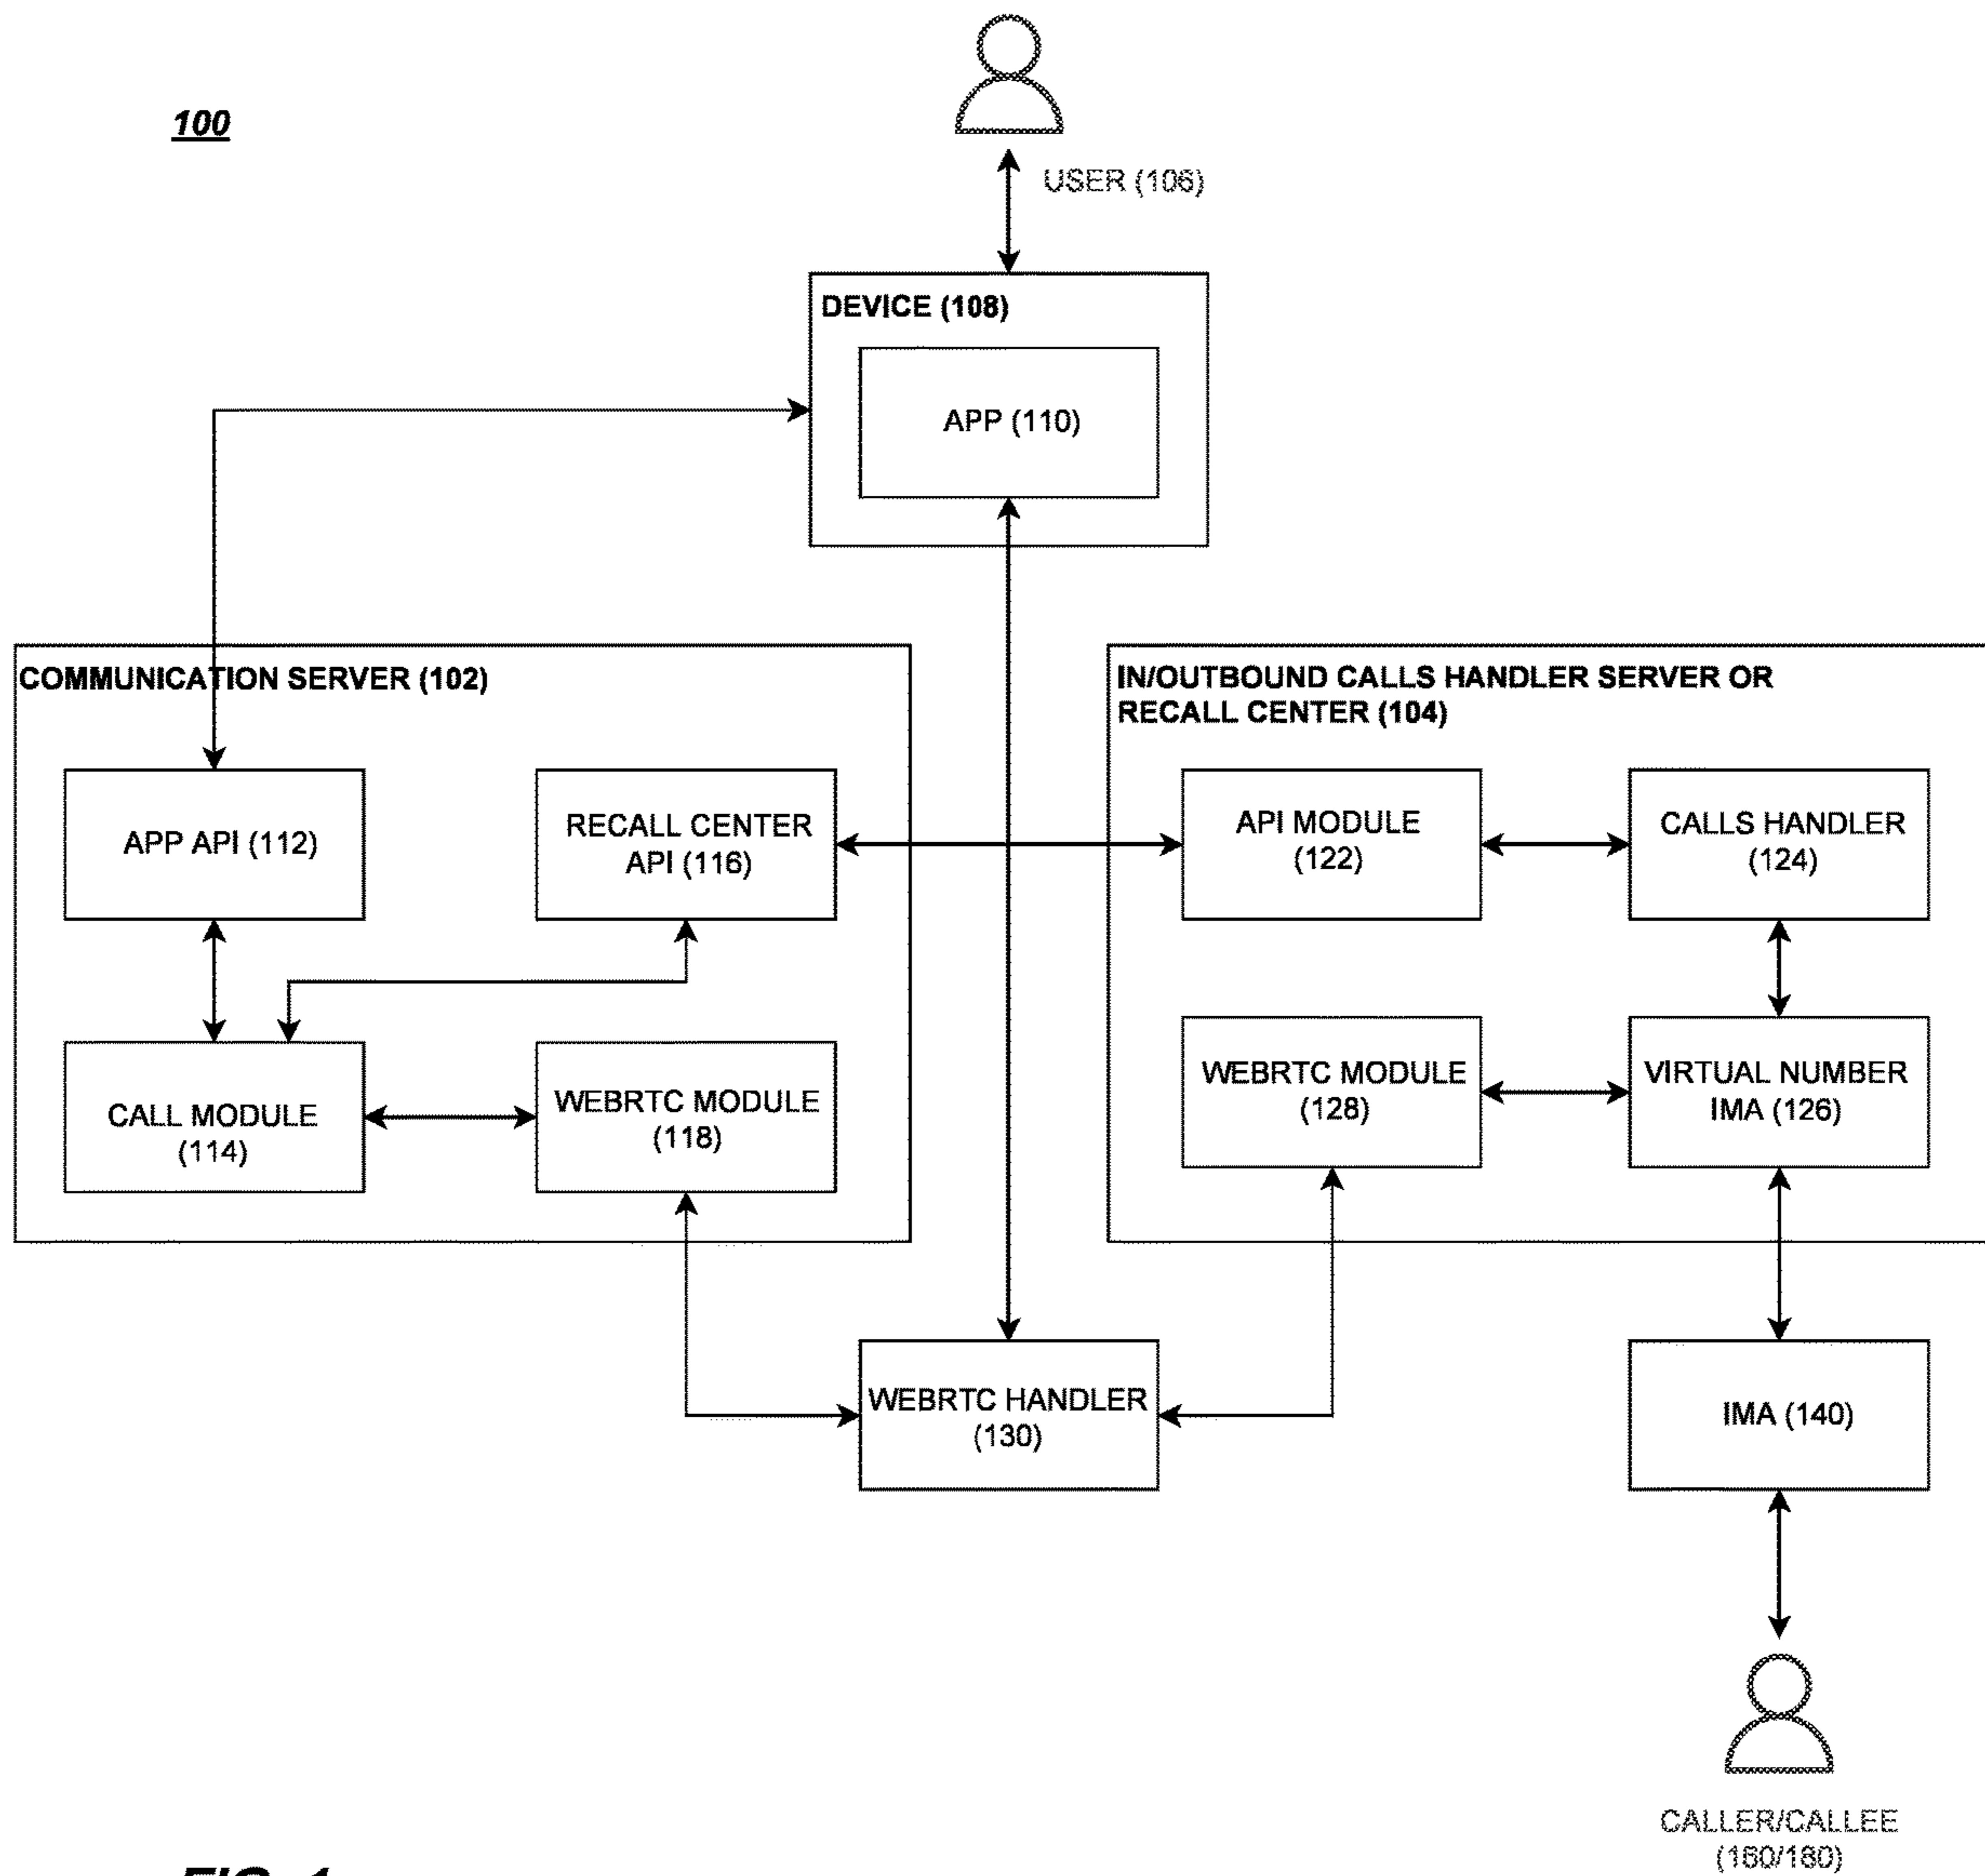 100
USER (106)
DEVICE (108)
APP (110)
COMMUNICATION SERVER (102)
APP API (112)
RECALL CENTER
API (116)
CALL MODULE
(114)
WEBRTC MODULE
(118)
IN/OUTBOUND CALLS HANDLER SERVER OR
RECALL CENTER (104)
API MODULE
(122)
CALLS HANDLER
(124)
WEBRTC MODULE
(128)
VIRTUAL NUMBER
IMA (126)
WEBRTC HANDLER
(130)
IMA (140)
CALLER/CALLEE
FIG. 1